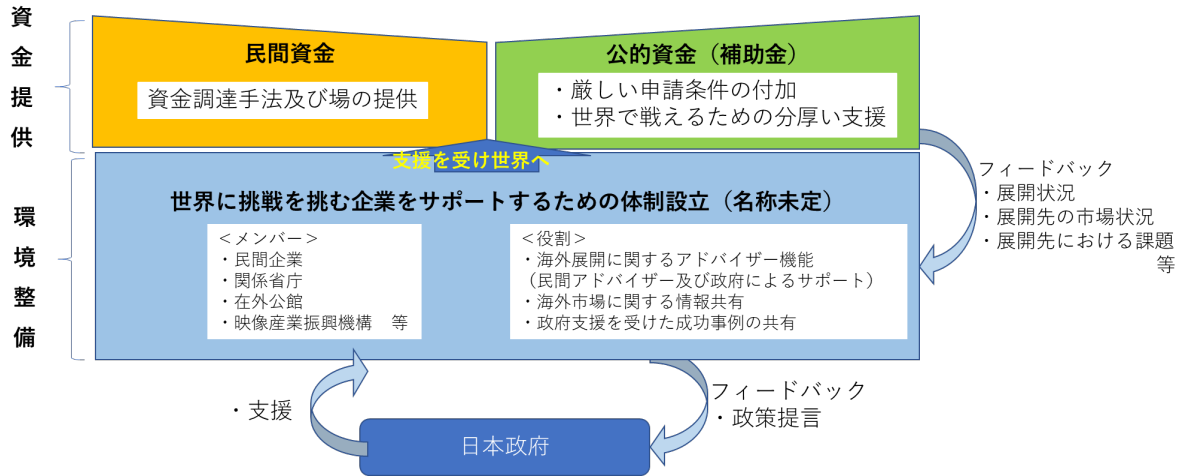 資金提供
民間資金
資金調達手法及び場の提供
公的資金（補助金）
・厳しい申請条件の付加
・世界で戦えるための分厚い支援
支援を受け世界へ
フィードバック
・展開状況
・展開先の市場状況
・展開先における課題
等
環境整備
世界に挑戦を挑む企業をサポートするための体制設立（名称未定）
＜メンバー＞
・民間企業
・関係省庁
・在外公館
・映像産業振興機構　等
＜役割＞
・海外展開に関するアドバイザー機能
（民間アドバイザー及び政府によるサポート）
・海外市場に関する情報共有
・政府支援を受けた成功事例の共有
・支援
フィードバック
・政策提言
日本政府